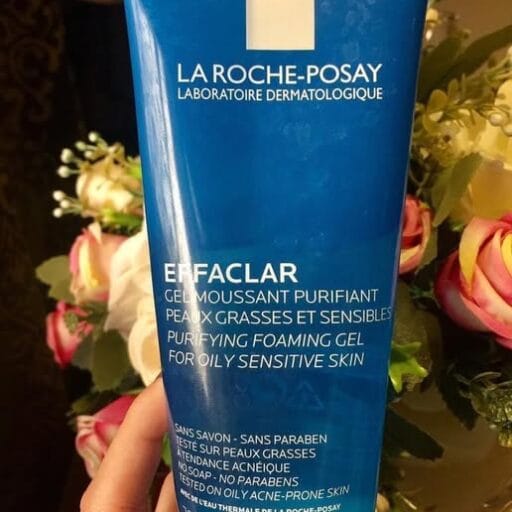 LA ROCHE-POSAY
LABORATOIRE DERMATOLOGIQUE
EFFACLAR
GEL MOUSSANT PURIFIANT
PEAUX GRASSES ET SENSIBLES
PURIFYING FOAMING GEL
FOR OILY SENSITIVE SKIN
SANS SAVON - SANS PARABEN
TESTÉ SUR PEAUX GRASSES
À TENDANCE ACNÉIQUE
NO SOAP - NO PARABENS
TESTED ON OILY ACNE-PRONE SKIN
AVEC DE L'EAU THERMALE DE LA ROCHE-POSAY